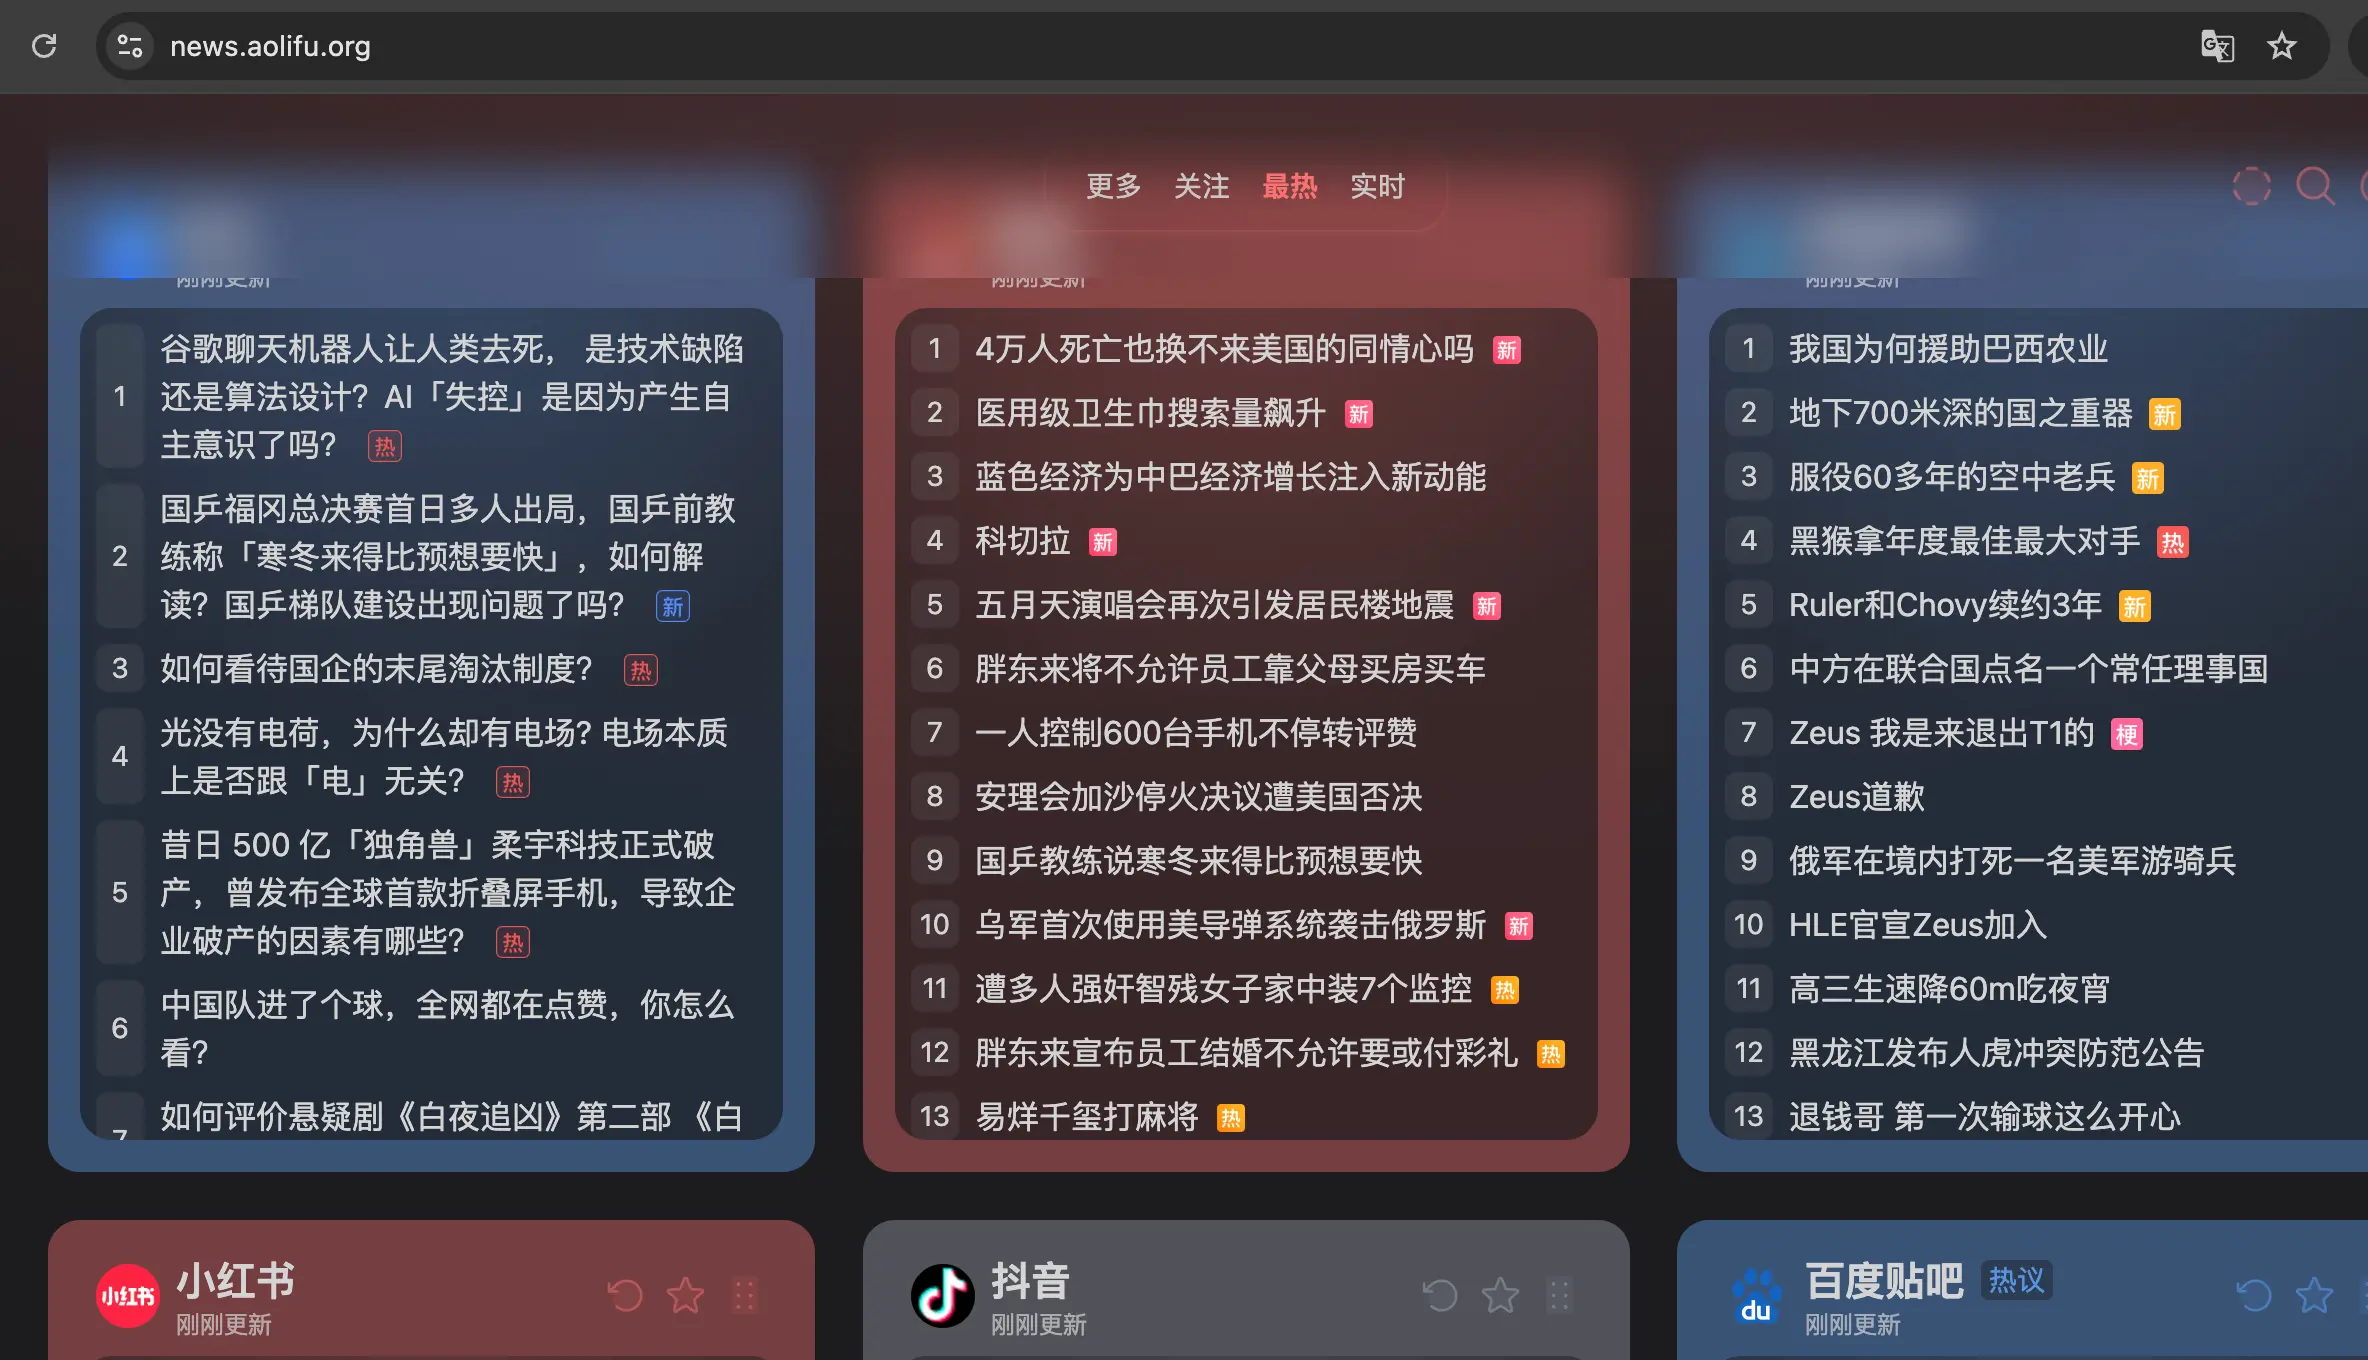 news.aolifu.org
更多 关注 最热 实时
刚刚更新
1 谷歌聊天机器人让人类去死， 是技术缺陷
还是算法设计？AI「失控」是因为产生自
主意识了吗？ 热
2 国乒福冈总决赛首日多人出局，国乒前教
练称「寒冬来得比预想要快」，如何解
读？国乒梯队建设出现问题了吗？ 新
3 如何看待国企的末尾淘汰制度？ 热
4 光没有电荷，为什么却有电场? 电场本质
上是否跟「电」无关？ 热
5 昔日 500 亿「独角兽」柔宇科技正式破
产，曾发布全球首款折叠屏手机，导致企
业破产的因素有哪些？ 热
6 中国队进了个球，全网都在点赞，你怎么
看？
7 如何评价悬疑剧《白夜追凶》第二部 《白
刚刚更新
1 4万人死亡也换不来美国的同情心吗 新
2 医用级卫生巾搜索量飙升 新
3 蓝色经济为中巴经济增长注入新动能
4 科切拉 新
5 五月天演唱会再次引发居民楼地震 新
6 胖东来将不允许员工靠父母买房买车
7 一人控制600台手机不停转评赞
8 安理会加沙停火决议遭美国否决
9 国乒教练说寒冬来得比预想要快
10 乌军首次使用美导弹系统袭击俄罗斯 新
11 遭多人强奸智残女子家中装7个监控 热
12 胖东来宣布员工结婚不允许要或付彩礼 热
13 易烊千玺打麻将 热
刚刚更新
1 我国为何援助巴西农业
2 地下700米深的国之重器 新
3 服役60多年的空中老兵 新
4 黑猴拿年度最佳最大对手 热
5 Ruler和Chovy续约3年 新
6 中方在联合国点名一个常任理事国
7 Zeus 我是来退出T1的 梗
8 Zeus道歉
9 俄军在境内打死一名美军游骑兵
10 HLE官宣Zeus加入
11 高三生速降60m吃夜宵
12 黑龙江发布人虎冲突防范公告
13 退钱哥 第一次输球这么开心
小红书
小红书
刚刚更新
抖音
刚刚更新
du
百度贴吧 热议
刚刚更新